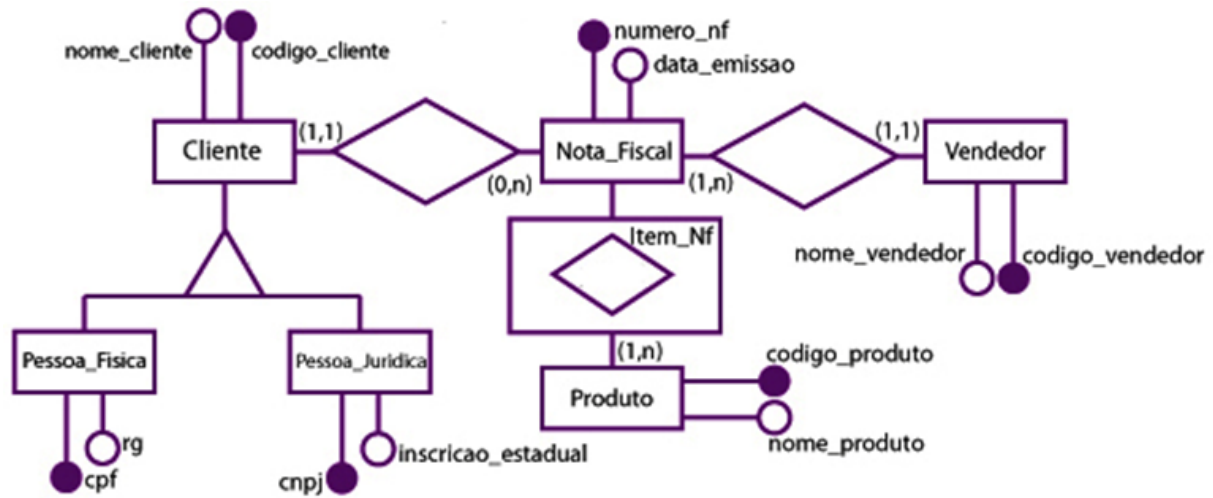 numero_nf
nome_cliente codigo_cliente
data_emissao
(1,1)
(1,1)
Cliente
Nota_Fiscal
Vendedor
(0,n)
(1,n)
Item_Nf
nome_vendedor codigo_vendedor
(1,n)
codigo_produto
Pessoa_Fisica
Pessoa_Juridica
Produto
nome_produto
rg
inscricao_estadual
cpf
cnpj